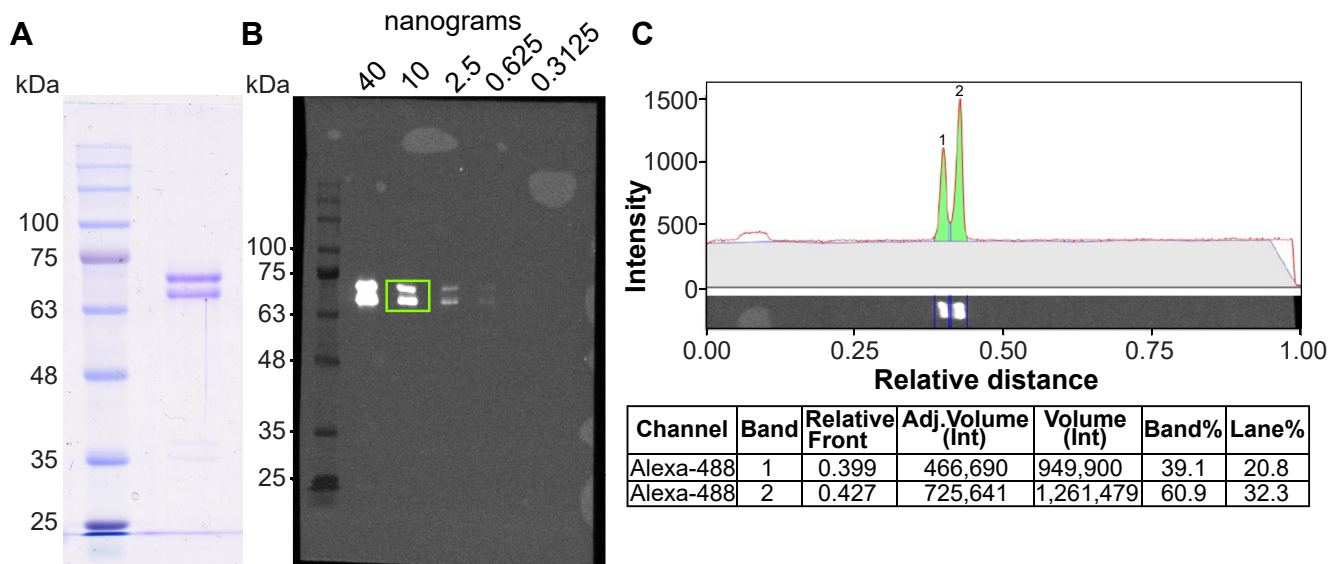 A
kDa
100
75
63
48
35
25
B
nanograms
kDa
40
10
2.5
0.625
0.3125
100
75
63
48
35
25
C
Intensity
1500
1000
500
0
1
2
0.00
0.25
0.50
0.75
1.00
Relative distance
Channel Band Relative Front Adj.Volume (Int) Volume (Int) Band% Lane%
Alexa-488 1 0.399 466,690 949,900 39.1 20.8
Alexa-488 2 0.427 725,641 1,261,479 60.9 32.3